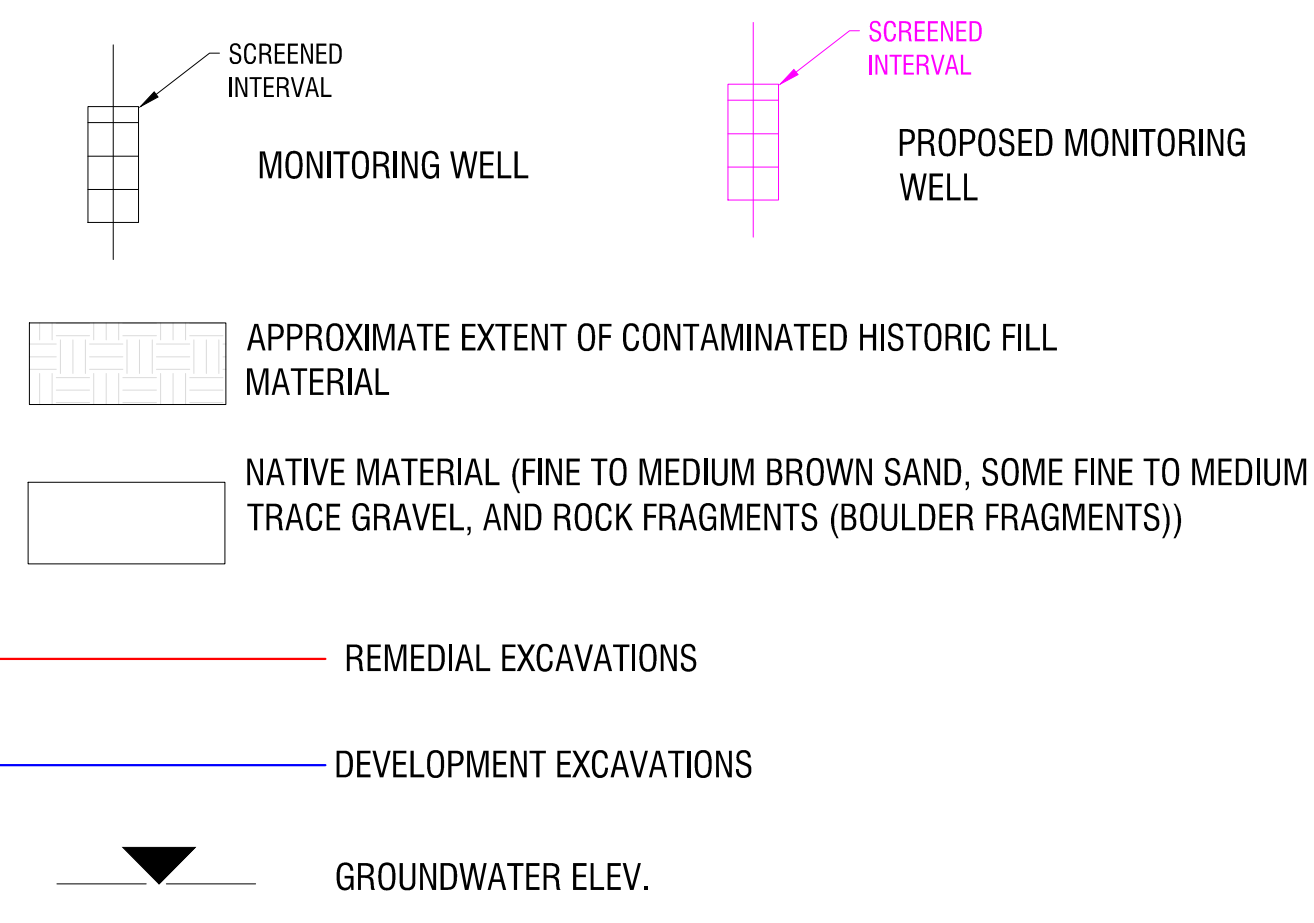 SCREENED
INTERVAL
MONITORING WELL
SCREENED
INTERVAL
PROPOSED MONITORING
WELL
APPROXIMATE EXTENT OF CONTAMINATED HISTORIC FILL
MATERIAL
NATIVE MATERIAL (FINE TO MEDIUM BROWN SAND, SOME FINE TO MEDIUM
TRACE GRAVEL, AND ROCK FRAGMENTS (BOULDER FRAGMENTS))
REMEDIAL EXCAVATIONS
DEVELOPMENT EXCAVATIONS
GROUNDWATER ELEV.